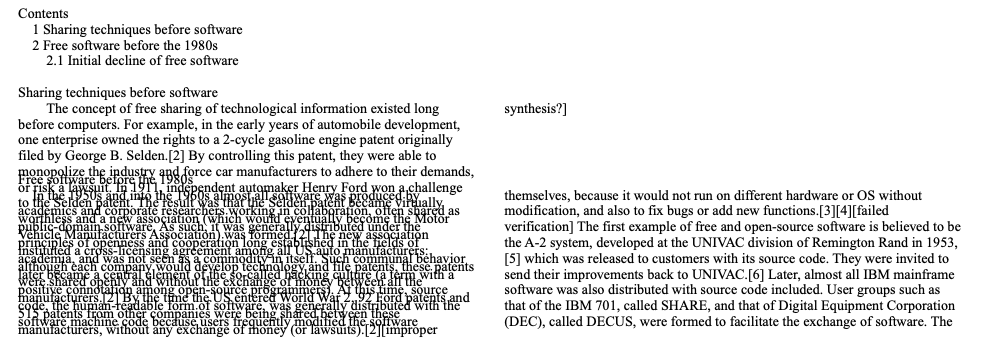 Contents
1 Sharing techniques before software
2 Free software before the 1980s
2.1 Initial decline of free software
Sharing techniques before software
The concept of free sharing of technological information existed long
before computers. For example, in the early years of automobile development,
one enterprise owned the rights to a 2-cycle gasoline engine patent originally
filed by George B. Selden.[2] By controlling this patent, they were able to
monopolize the industry and force car manufacturers to adhere to their demands,
or risk a lawsuit. In 1911, independent automaker Henry Ford won a challenge
to the Selden patent. The result was that the Selden patent became virtually
worthless and a new association (which would eventually become the Motor
Vehicle Manufacturers Association) was formed.[2] The new association
instituted a cross-licensing agreement among all US auto manufacturers:
although each company would develop technology and file patents, these patents
were shared openly and without the exchange of money between all the
manufacturers.[2] By the time the US entered World War 2, 92 Ford patents and
515 patents from other companies were being shared between these
manufacturers, without any exchange of money (or lawsuits).[2][improper
synthesis?]
Free software before the 1980s
In the 1950s and into the 1960s almost all software was produced by
academics and corporate researchers working in collaboration, often shared as
public-domain software. As such, it was generally distributed under the
principles of openness and cooperation long established in the fields of
academia, and was not seen as a commodity in itself. Such communal behavior
later became a central element of the so-called hacking culture (a term with a
positive connotation among open-source programmers). At this time, source
code, the human-readable form of software, was generally distributed with the
software machine code because users frequently modified the software
themselves, because it would not run on different hardware or OS without
modification, and also to fix bugs or add new functions.[3][4][failed
verification] The first example of free and open-source software is believed to be
the A-2 system, developed at the UNIVAC division of Remington Rand in 1953,
[5] which was released to customers with its source code. They were invited to
send their improvements back to UNIVAC.[6] Later, almost all IBM mainframe
software was also distributed with source code included. User groups such as
that of the IBM 701, called SHARE, and that of Digital Equipment Corporation
(DEC), called DECUS, were formed to facilitate the exchange of software. The